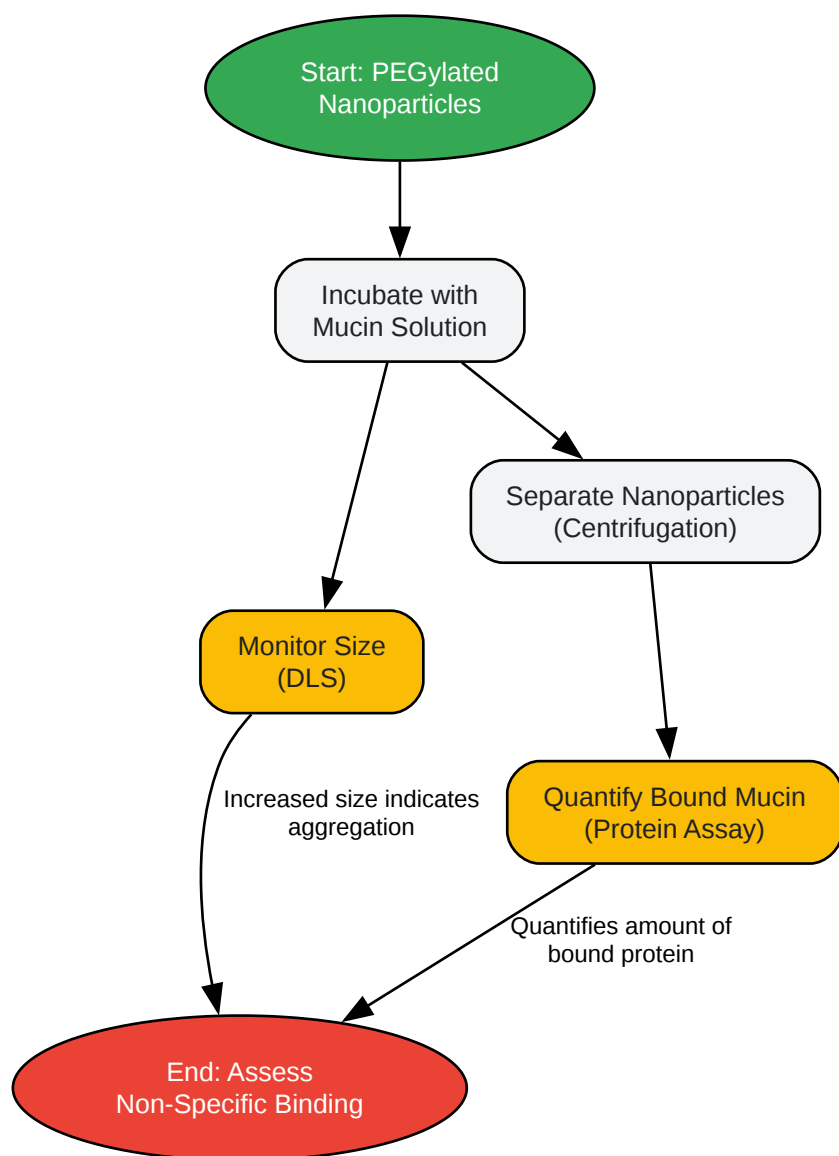 Start: PEGylated
Nanoparticles
Incubate with
Mucin Solution
Separate Nanoparticles
(Centrifugation)
Monitor Size
(DLS)
Increased size indicates
aggregation
Quantify Bound Mucin
(Protein Assay)
Quantifies amount of
bound protein
End: Assess
Non-Specific Binding